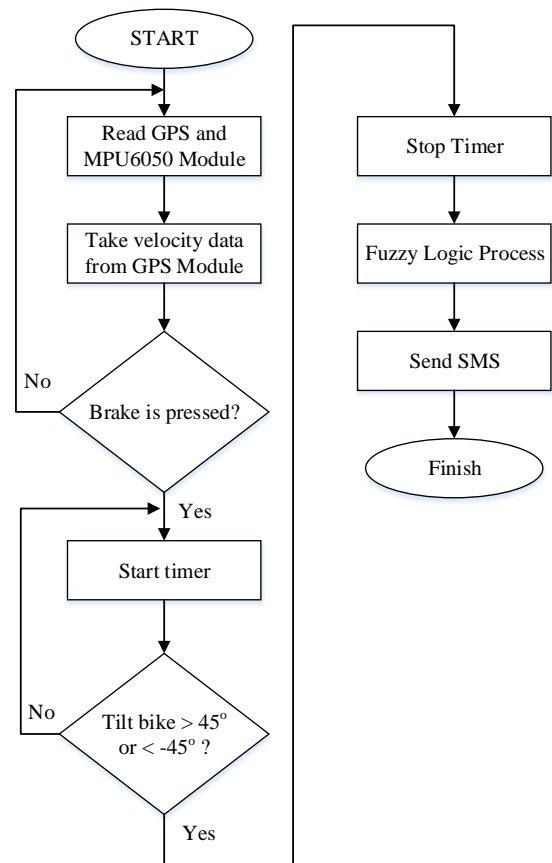 START
Read GPS and
MPU6050 Module
Take velocity data
from GPS Module
No
Brake is pressed?
Yes
Start timer
No
Tilt bike > 45°
or < -45° ?
Yes
Stop Timer
Fuzzy Logic Process
Send SMS
Finish